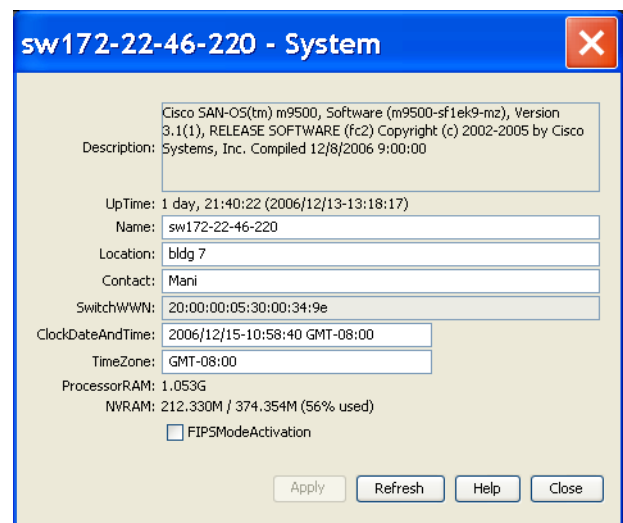 sw172-22-46-220 - System
Cisco SAN-OS(tm) m9500, Software (m9500-sf1ek9-mz), Version
3.1(1), RELEASE SOFTWARE (fc2) Copyright (c) 2002-2005 by Cisco
Description: Systems, Inc. Compiled 12/8/2006 9:00:00
UpTime: 1 day, 21:40:22 (2006/12/13-13:18:17)
Name: sw172-22-46-220
Location: bldg 7
Contact: Mani
SwitchWWN: 20:00:00:05:30:00:34:9e
ClockDateAndTime: 2006/12/15-10:58:40 GMT-08:00
TimeZone: GMT-08:00
ProcessorRAM: 1.053G
NVRAM: 212.330M / 374.354M (56% used)
FIPSModeActivation
Apply Refresh Help Close